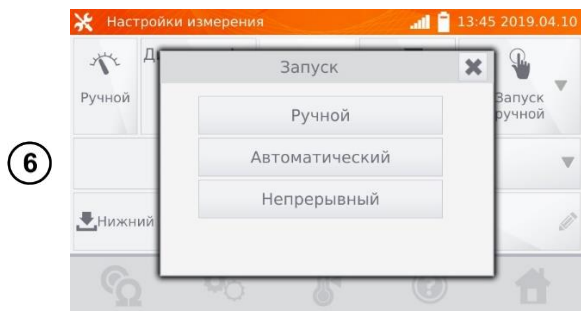 Настройки измерения 13:45 2019.04.10
Запуск
Ручной
Запуск
ручной
Ручной
Автоматический
Непрерывный
Нижний
6